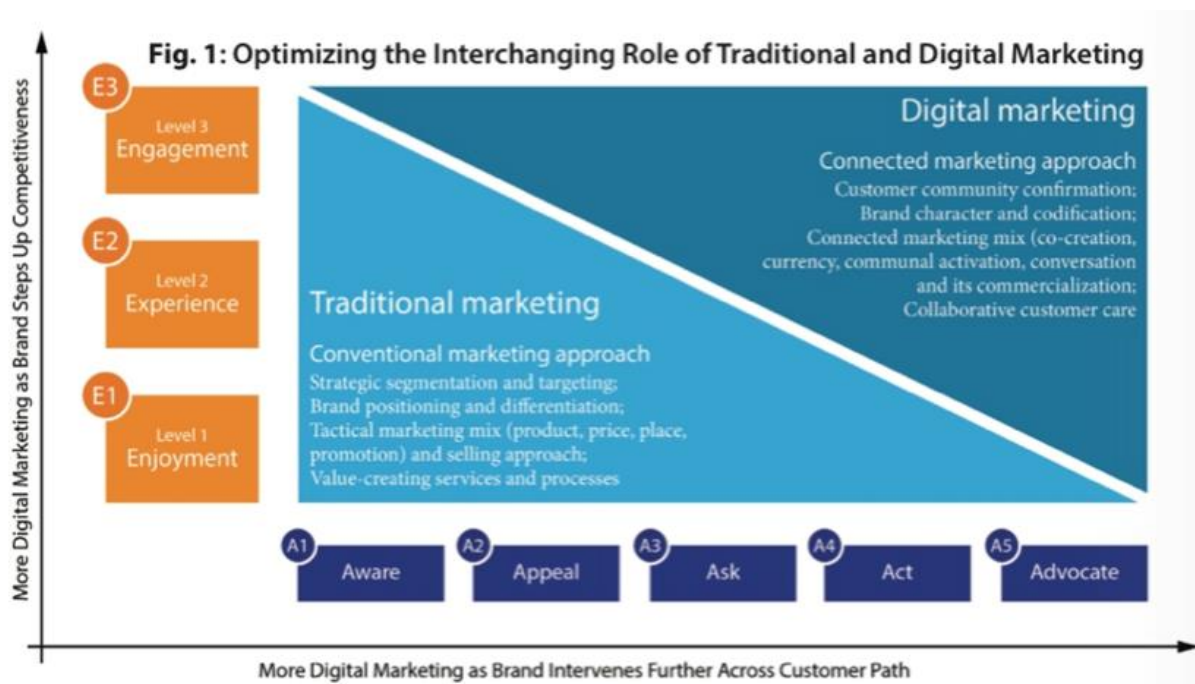 Fig. 1: Optimizing the Interchanging Role of Traditional and Digital Marketing
More Digital Marketing as Brand Steps Up Competitiveness
E3
Level 3
Engagement
E2
Level 2
Experience
E1
Level 1
Enjoyment
Digital marketing
Connected marketing approach
Customer community confirmation;
Brand character and codification;
Connected marketing mix (co-creation,
currency, communal activation, conversation
and its commercialization;
Collaborative customer care
Traditional marketing
Conventional marketing approach
Strategic segmentation and targeting;
Brand positioning and differentiation;
Tactical marketing mix (product, price, place,
promotion) and selling approach;
Value-creating services and processes
A1
Aware
A2
Appeal
A3
Ask
A4
Act
A5
Advocate
More Digital Marketing as Brand Intervenes Further Across Customer Path